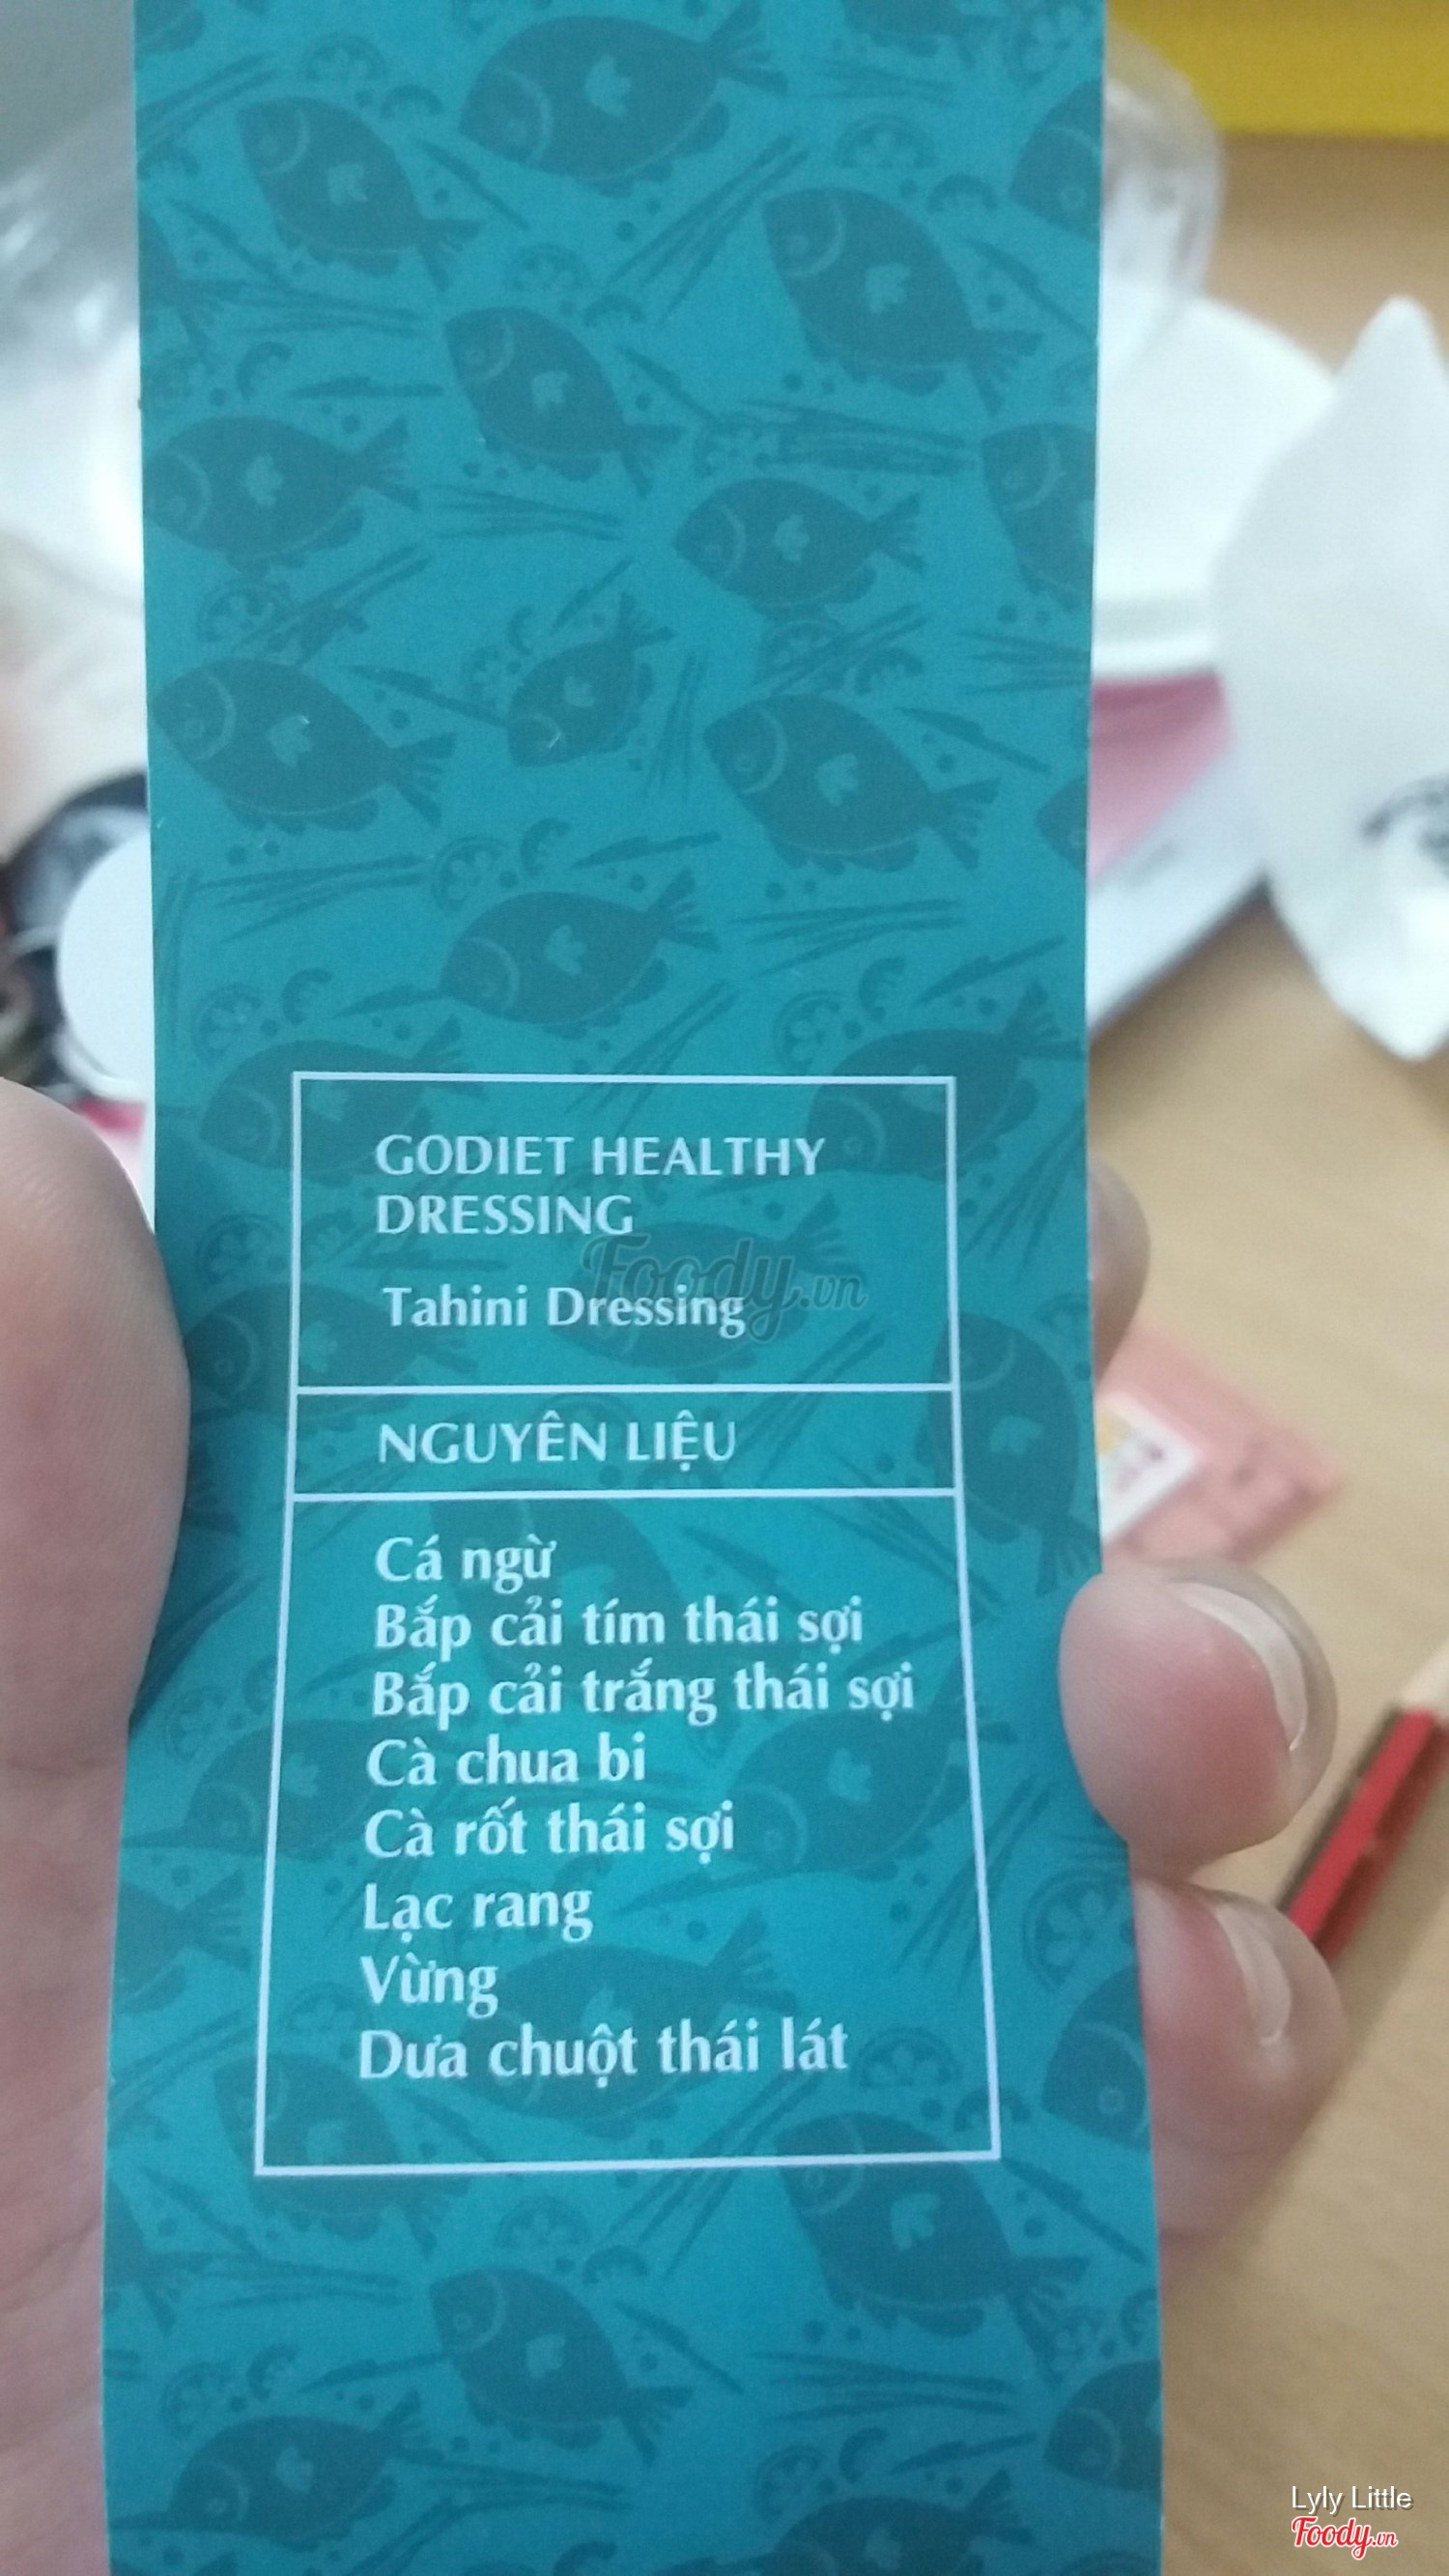 GODIET HEALTHY
DRESSING
Tahini Dressing
Foody.vn
NGUYÊN LIỆU
Cá ngừ
Bắp cải tím thái sợi
Bắp cải trắng thái sợi
Cà chua bi
Cà rốt thái sợi
Lạc rang
Vừng
Dưa chuột thái lát
Lyly Little
Foody.vn